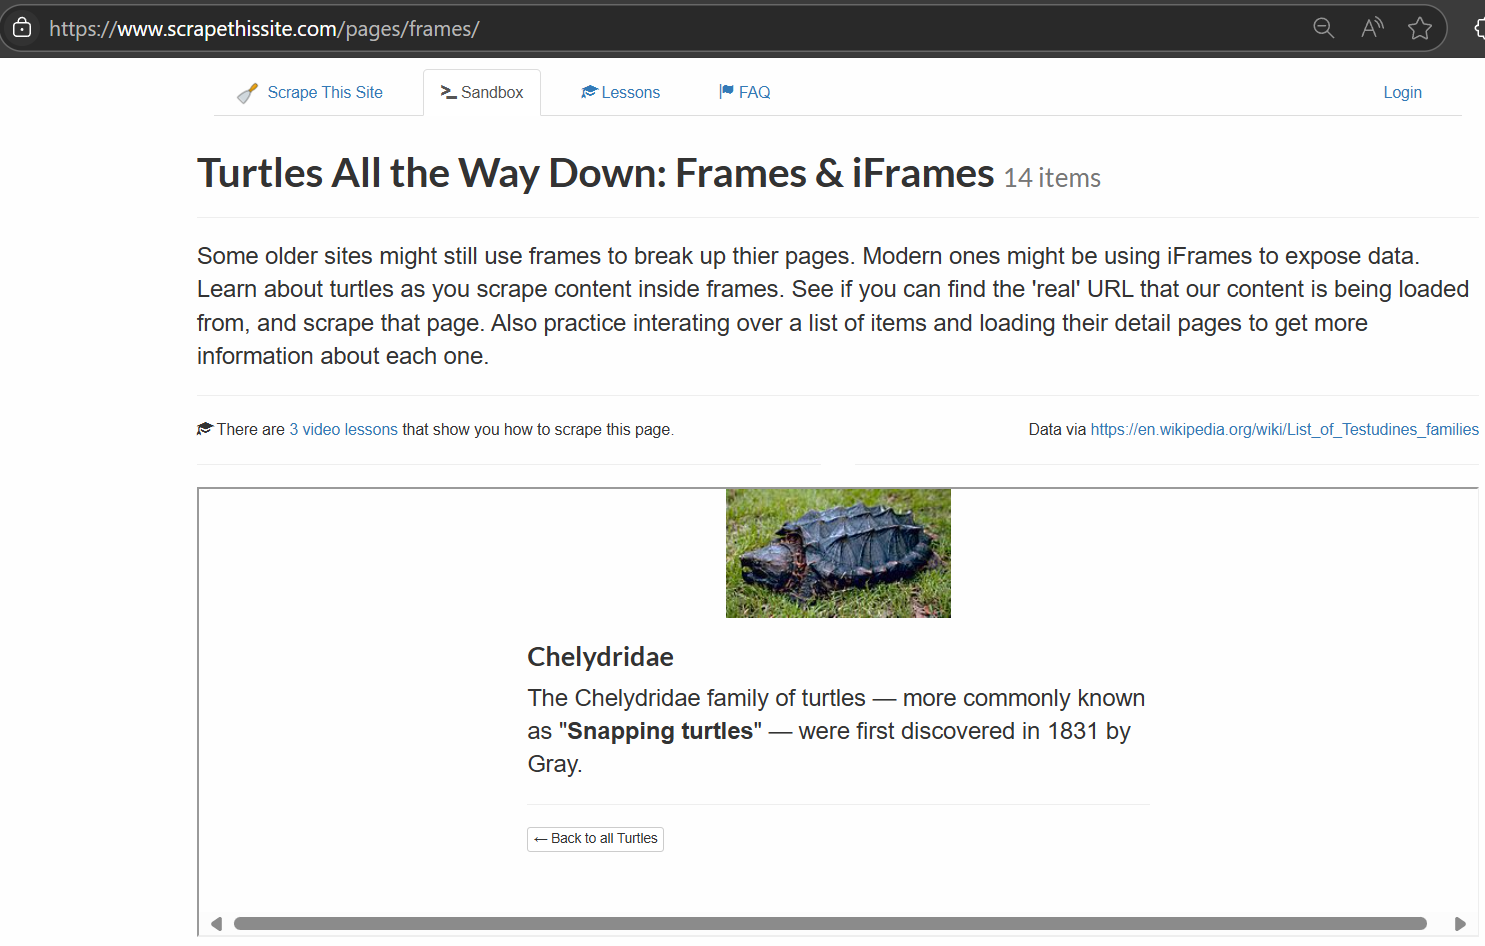 https://www.scrapethissite.com/pages/frames/
Scrape This Site
Sandbox
Lessons
FAQ
Login
Turtles All the Way Down: Frames & iFrames 14 items
Some older sites might still use frames to break up thier pages. Modern ones might be using iFrames to expose data.
Learn about turtles as you scrape content inside frames. See if you can find the 'real' URL that our content is being loaded
from, and scrape that page. Also practice interating over a list of items and loading their detail pages to get more
information about each one.
There are 3 video lessons that show you how to scrape this page.
Data via https://en.wikipedia.org/wiki/List_of_Testudines_families
Chelydridae
The Chelydridae family of turtles — more commonly known
as "Snapping turtles" — were first discovered in 1831 by
Gray.
← Back to all Turtles